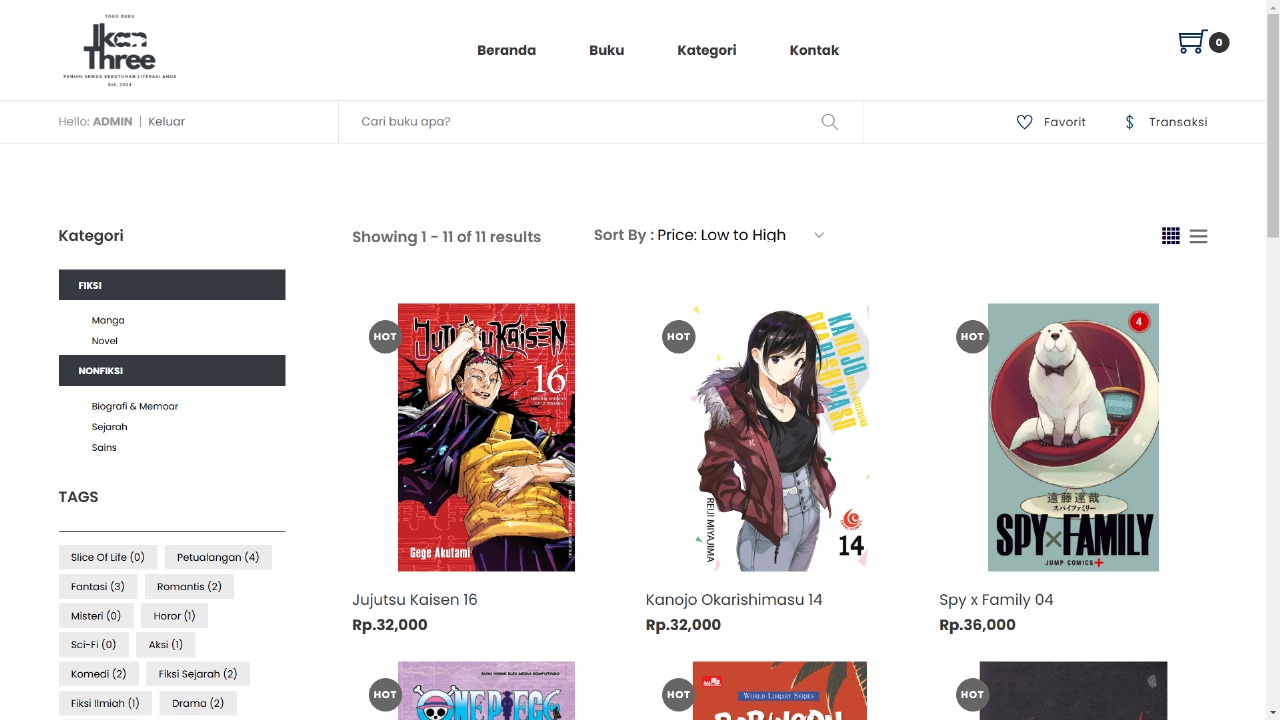 TOKO BUKU
Ikan
Three
PENUHI SEMUA KEBUTUHAN LITERASI ANDA
Est. 2024
Beranda
Buku
Kategori
Kontak
0
Hello: ADMIN | Keluar
Cari buku apa?
Favorit
Transaksi
Kategori
Showing 1 - 11 of 11 results
Sort By : Price: Low to High
FIKSI
Manga
Novel
NONFIKSI
Biografi & Memoar
Sejarah
Sains
TAGS
Slice Of Life (0)
Petualangan (4)
Fantasi (3)
Romantis (2)
Misteri (0)
Horor (1)
Sci-Fi (0)
Aksi (1)
Komedi (2)
Fiksi Sejarah (2)
Drama (2)
HOT
JUJUTSU KAISEN
16
Gege Akutami
Jujutsu Kaisen 16
Rp.32,000
HOT
KANOJO
OKARISHIMASU
REIJI MIYAJIMA
14
Kanojo Okarishimasu 14
Rp.32,000
HOT
4
遠藤達哉
スパイファミリー
SPY×FAMILY
JUMP COMICS+
Spy x Family 04
Rp.36,000
HOT
BUKU KOMIK ELEX MEDIA KOMPUTINDO
ONE PIECE
HOT
WORLD LIBRARY SERIES
ROBINSON
HOT